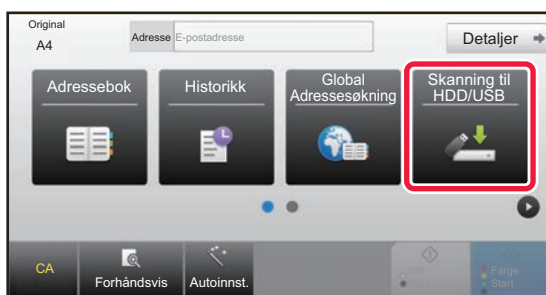 Original
A4
Adresse E-postadresse
Detaljer
Adressebok
Historikk
Global
Adressesøkning
Skanning til
HDD/USB
CA
Forhåndsvis
Autoinnst.
Farge
Start